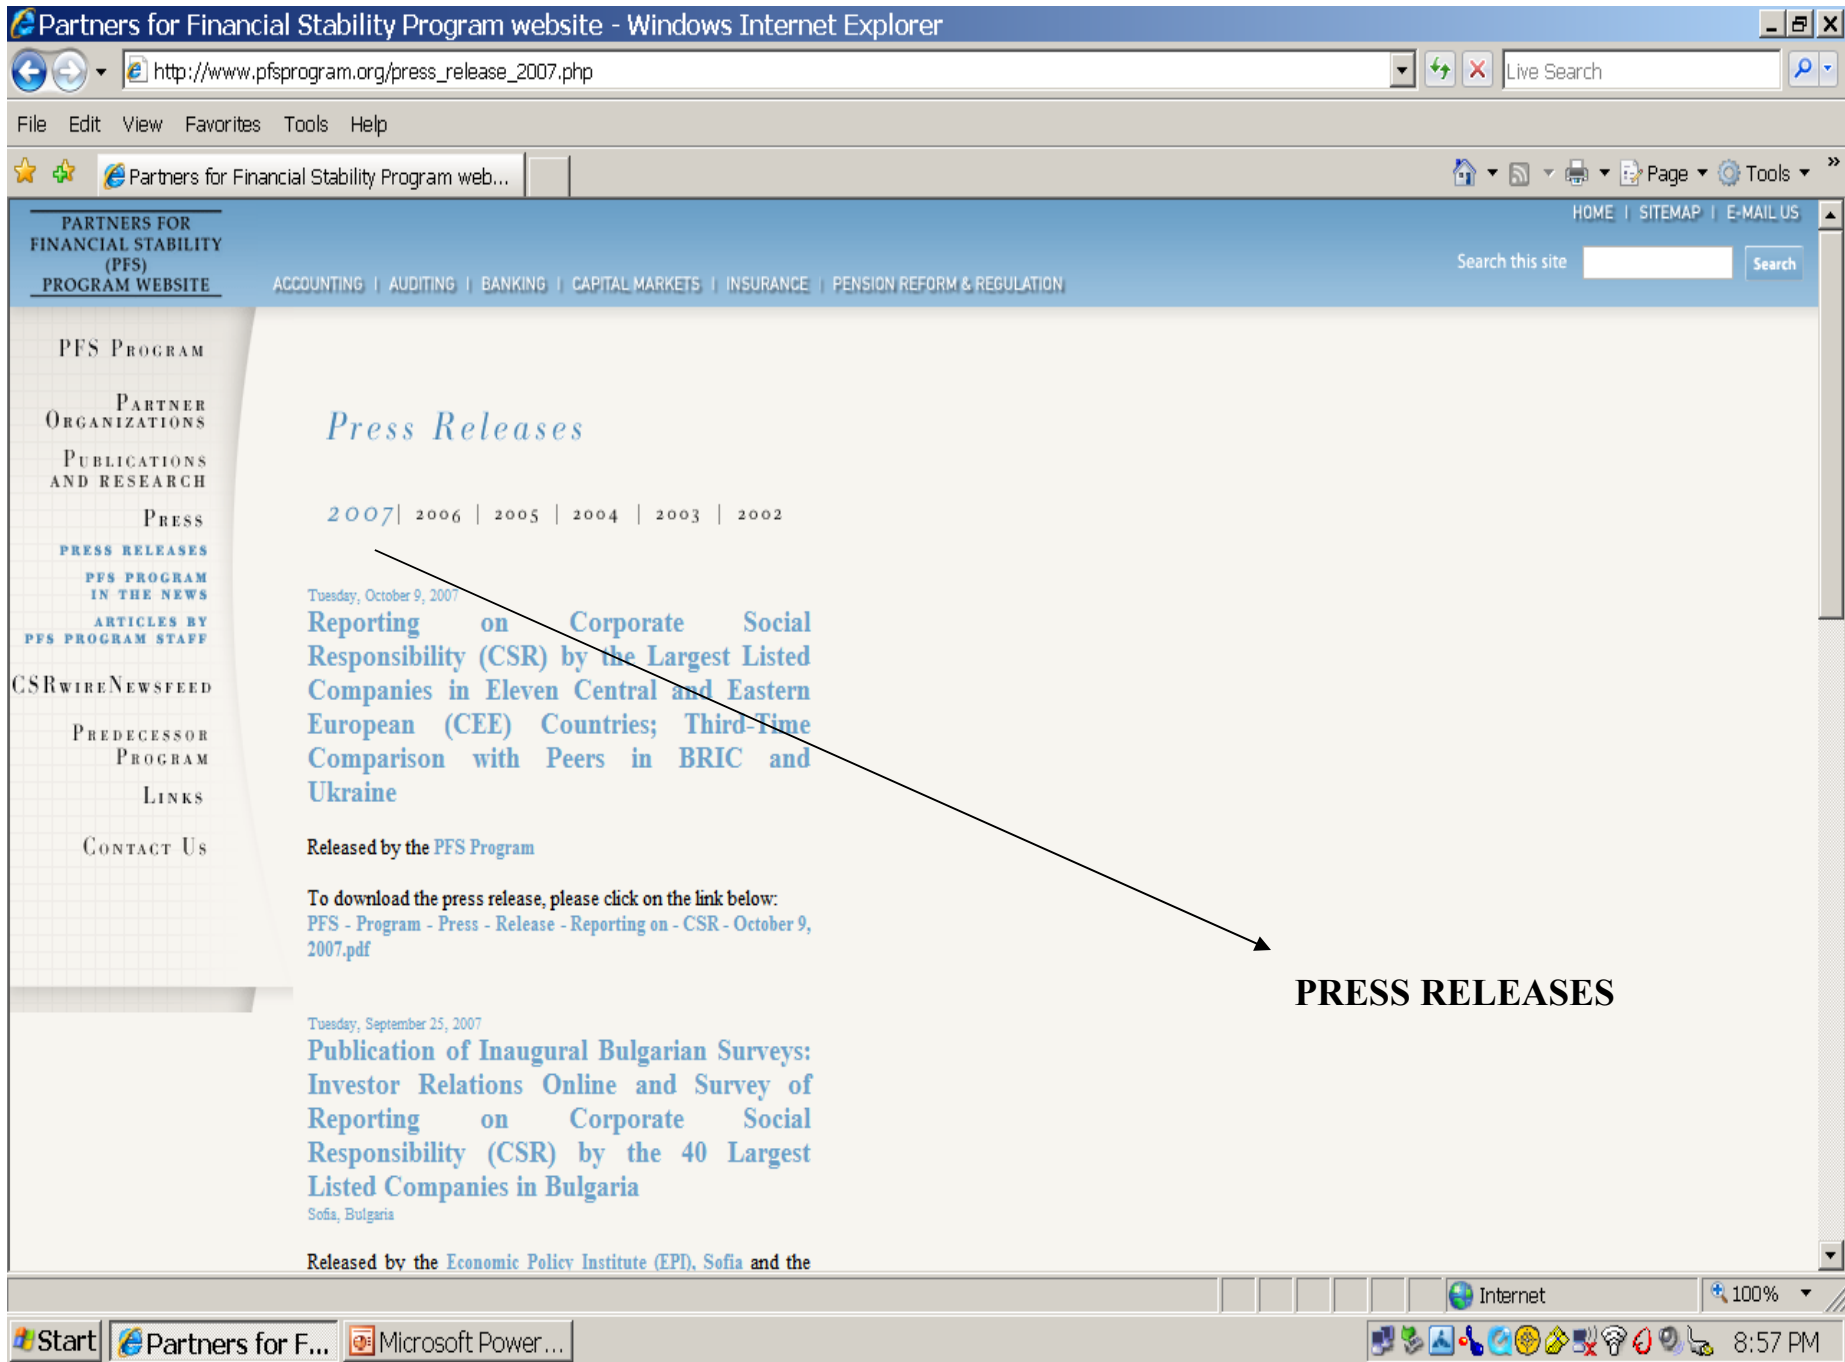 Partners for Financial Stability Program website - Windows Internet Explorer
http://www.pfsprogram.org/press_release_2007.php
Live Search
File Edit View Favorites Tools Help
Partners for Financial Stability Program web...
Page Tools »
PARTNERS FOR
FINANCIAL STABILITY
(PFS)
PROGRAM WEBSITE
HOME | SITEMAP | E-MAIL US
Search this site Search
ACCOUNTING | AUDITING | BANKING | CAPITAL MARKETS | INSURANCE | PENSION REFORM & REGULATION
PFS PROGRAM
PARTNER
ORGANIZATIONS
PUBLICATIONS
AND RESEARCH
PRESS
PRESS RELEASES
PFS PROGRAM
IN THE NEWS
ARTICLES BY
PFS PROGRAM STAFF
CSRWIRENEWSFEED
PREDECESSOR
PROGRAM
LINKS
CONTACT US
Press Releases
2007| 2006 | 2005 | 2004 | 2003 | 2002
Tuesday, October 9, 2007
Reporting on Corporate Social
Responsibility (CSR) by the Largest Listed
Companies in Eleven Central and Eastern
European (CEE) Countries; Third-Time
Comparison with Peers in BRIC and
Ukraine
Released by the PFS Program
To download the press release, please click on the link below:
PFS - Program - Press - Release - Reporting on - CSR - October 9,
2007.pdf
PRESS RELEASES
Tuesday, September 25, 2007
Publication of Inaugural Bulgarian Surveys:
Investor Relations Online and Survey of
Reporting on Corporate Social
Responsibility (CSR) by the 40 Largest
Listed Companies in Bulgaria
Sofia, Bulgaria
Released by the Economic Policy Institute (EPI), Sofia and the
Internet 100%
Start Partners for F... Microsoft Power... 8:57 PM